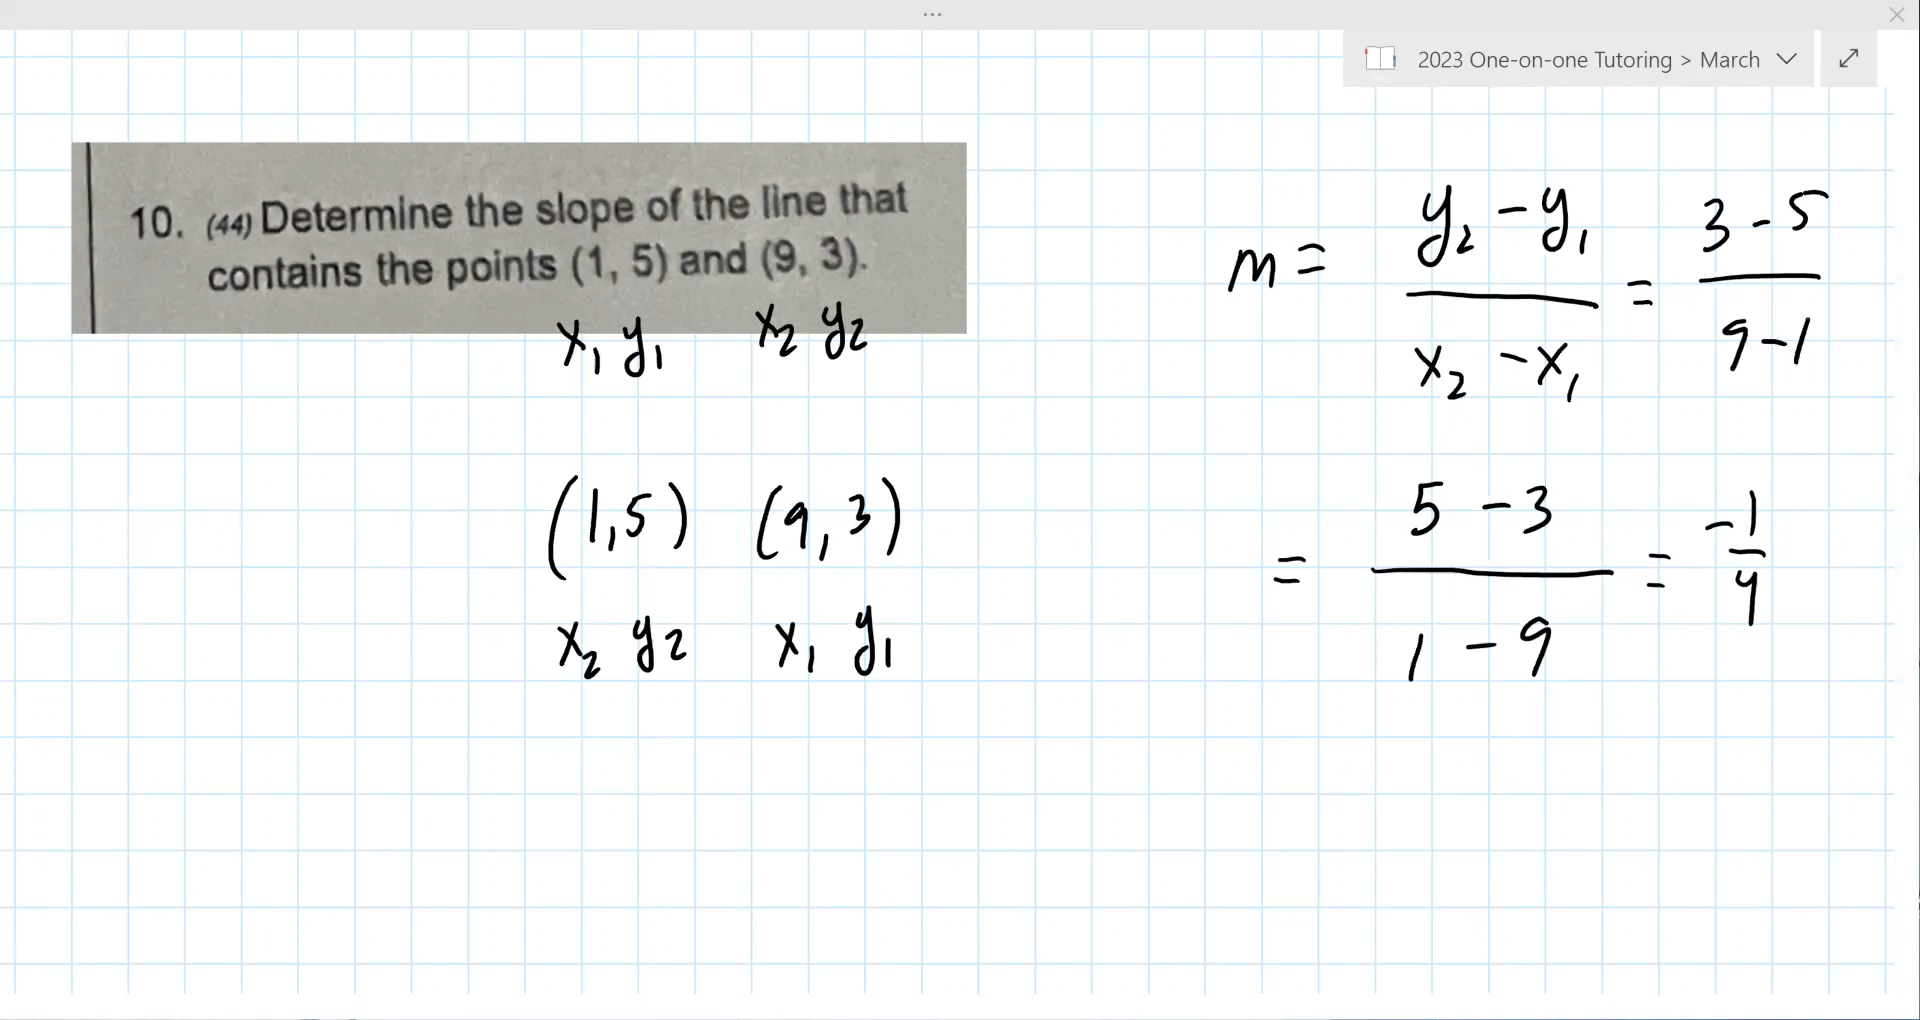 2023 One-on-one Tutoring > March
10. (44) Determine the slope of the line that
contains the points (1, 5) and (9, 3).
x₁ y₁ x₂ y₂
(1,5) (9,3)
x₂ y₂ x₁ y₁
m = y₂ - y₁ / x₂ - x₁ = 3 - 5 / 9 - 1
= 5 - 3 / 1 - 9 = -1 / 4